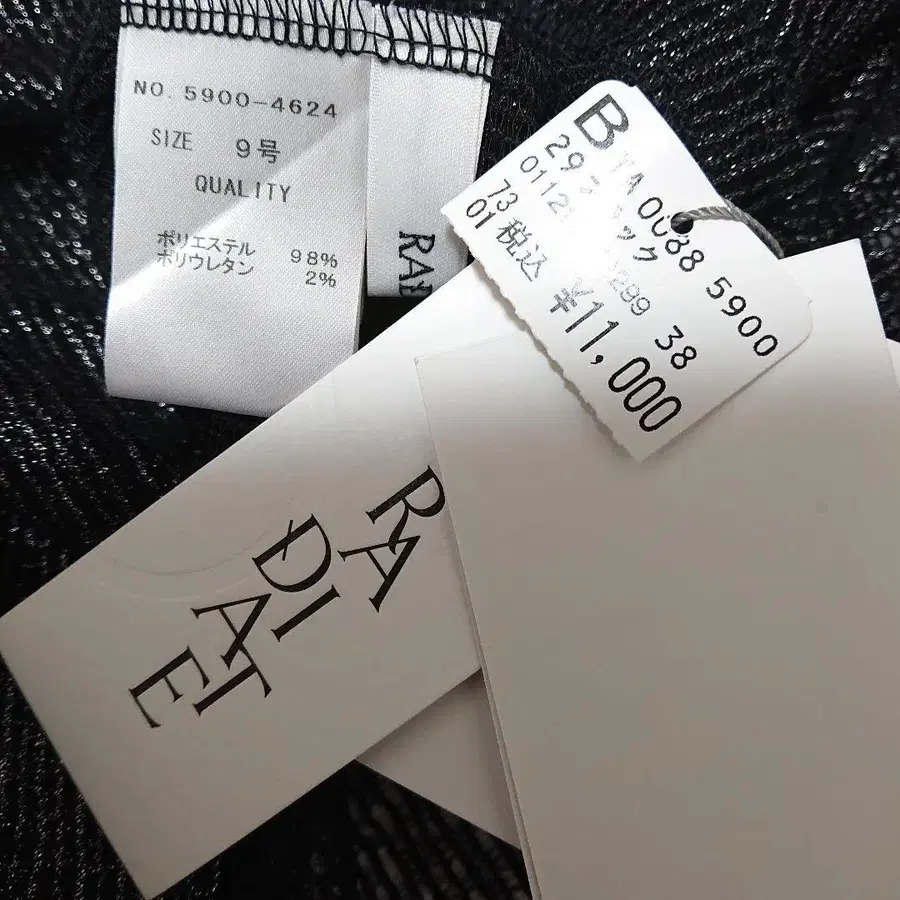 NO. 5900-4624
SIZE 9号
QUALITY
ポリエステル 98%
ポリウレタン 2%
RA
B
0088 5900
38
73
01 税込 ¥11,000
RA
DI
AT
E